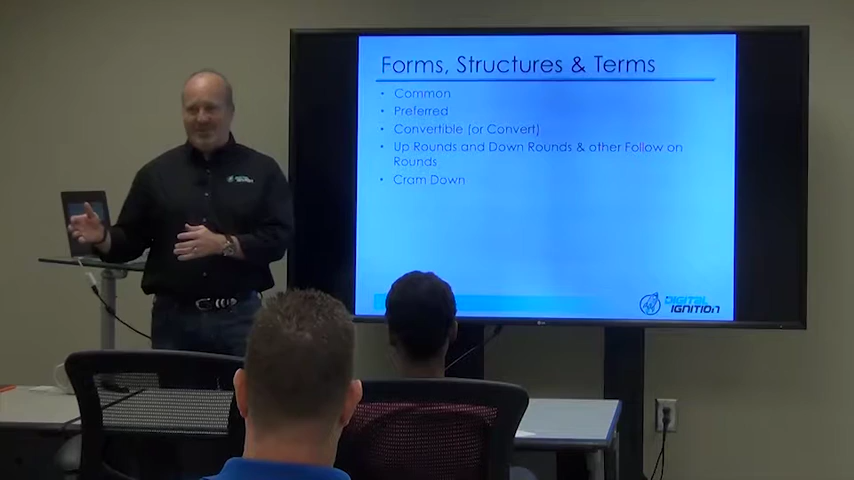 Forms, Structures & Terms
• Common
• Preferred
• Convertible (or Convert)
• Up Rounds and Down Rounds & other Follow on
Rounds
• Cram Down
DIGITAL
IGNITION